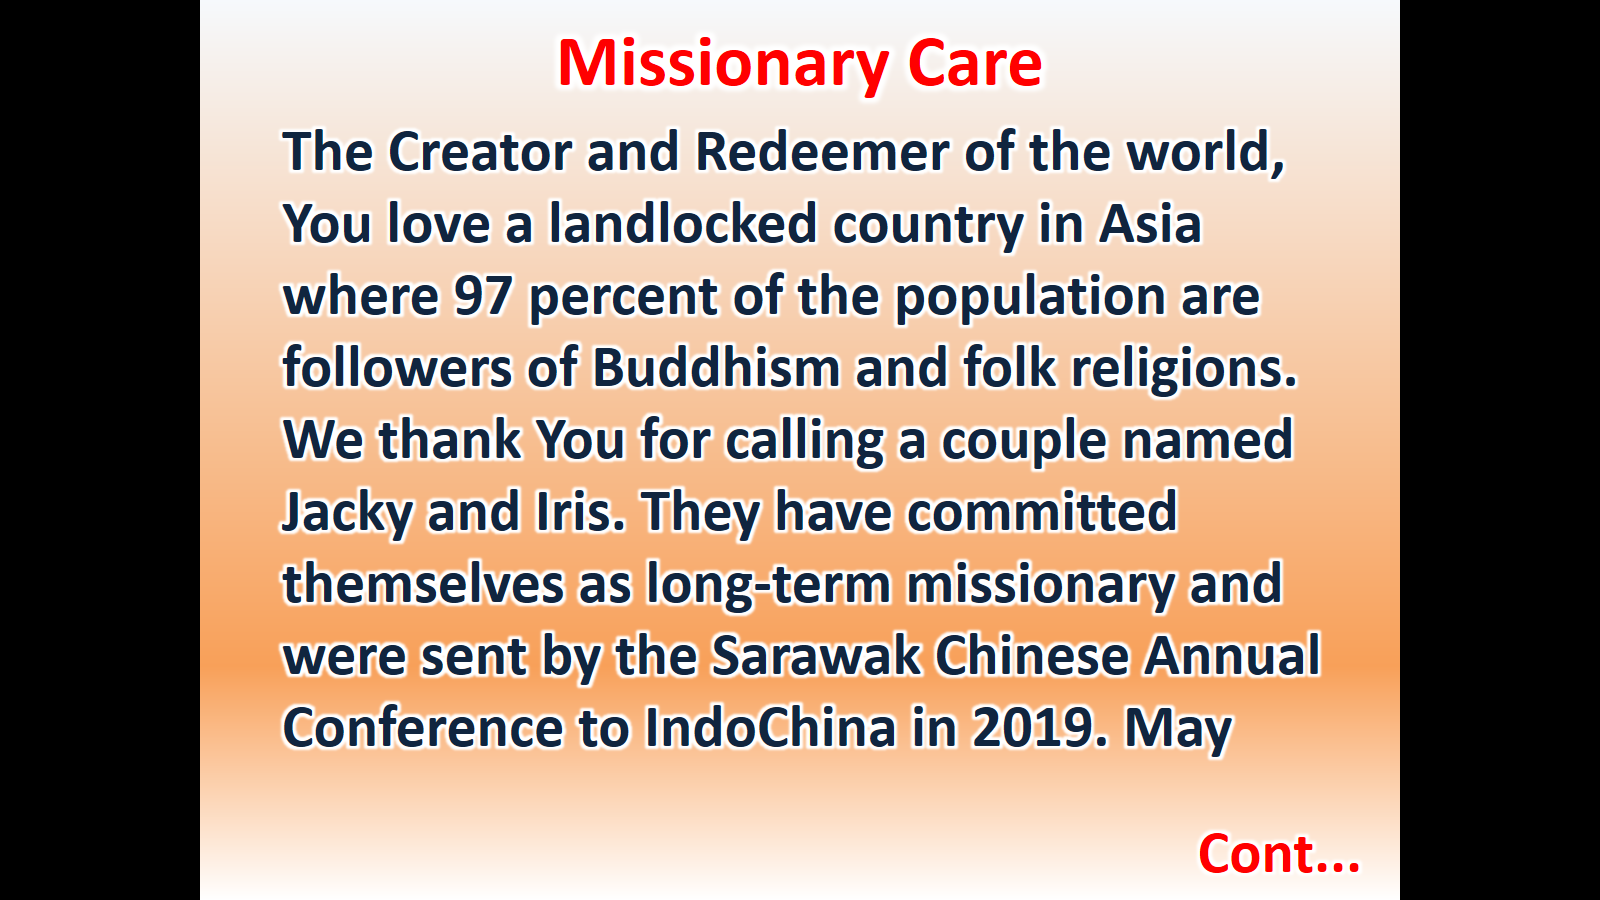 Missionary Care
The Creator and Redeemer of the world,
You love a landlocked country in Asia
where 97 percent of the population are
followers of Buddhism and folk religions.
We thank You for calling a couple named
Jacky and Iris. They have committed
themselves as long-term missionary and
were sent by the Sarawak Chinese Annual
Conference to IndoChina in 2019. May
Cont...